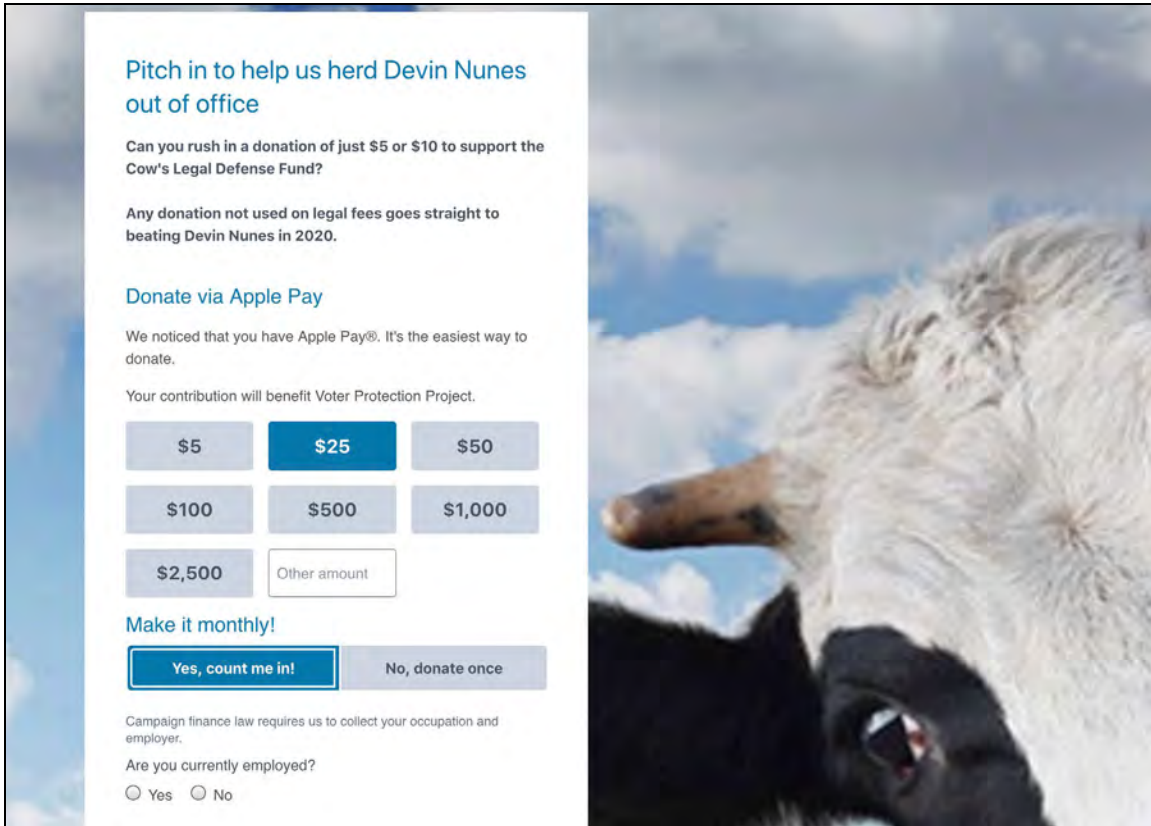 Pitch in to help us herd Devin Nunes
out of office
Can you rush in a donation of just $5 or $10 to support the
Cow's Legal Defense Fund?
Any donation not used on legal fees goes straight to
beating Devin Nunes in 2020.
Donate via Apple Pay
We noticed that you have Apple Pay®. It's the easiest way to
donate.
Your contribution will benefit Voter Protection Project.
$5 $25 $50
$100 $500 $1,000
$2,500 Other amount
Make it monthly!
Yes, count me in! No, donate once
Campaign finance law requires us to collect your occupation and
employer.
Are you currently employed?
Yes No